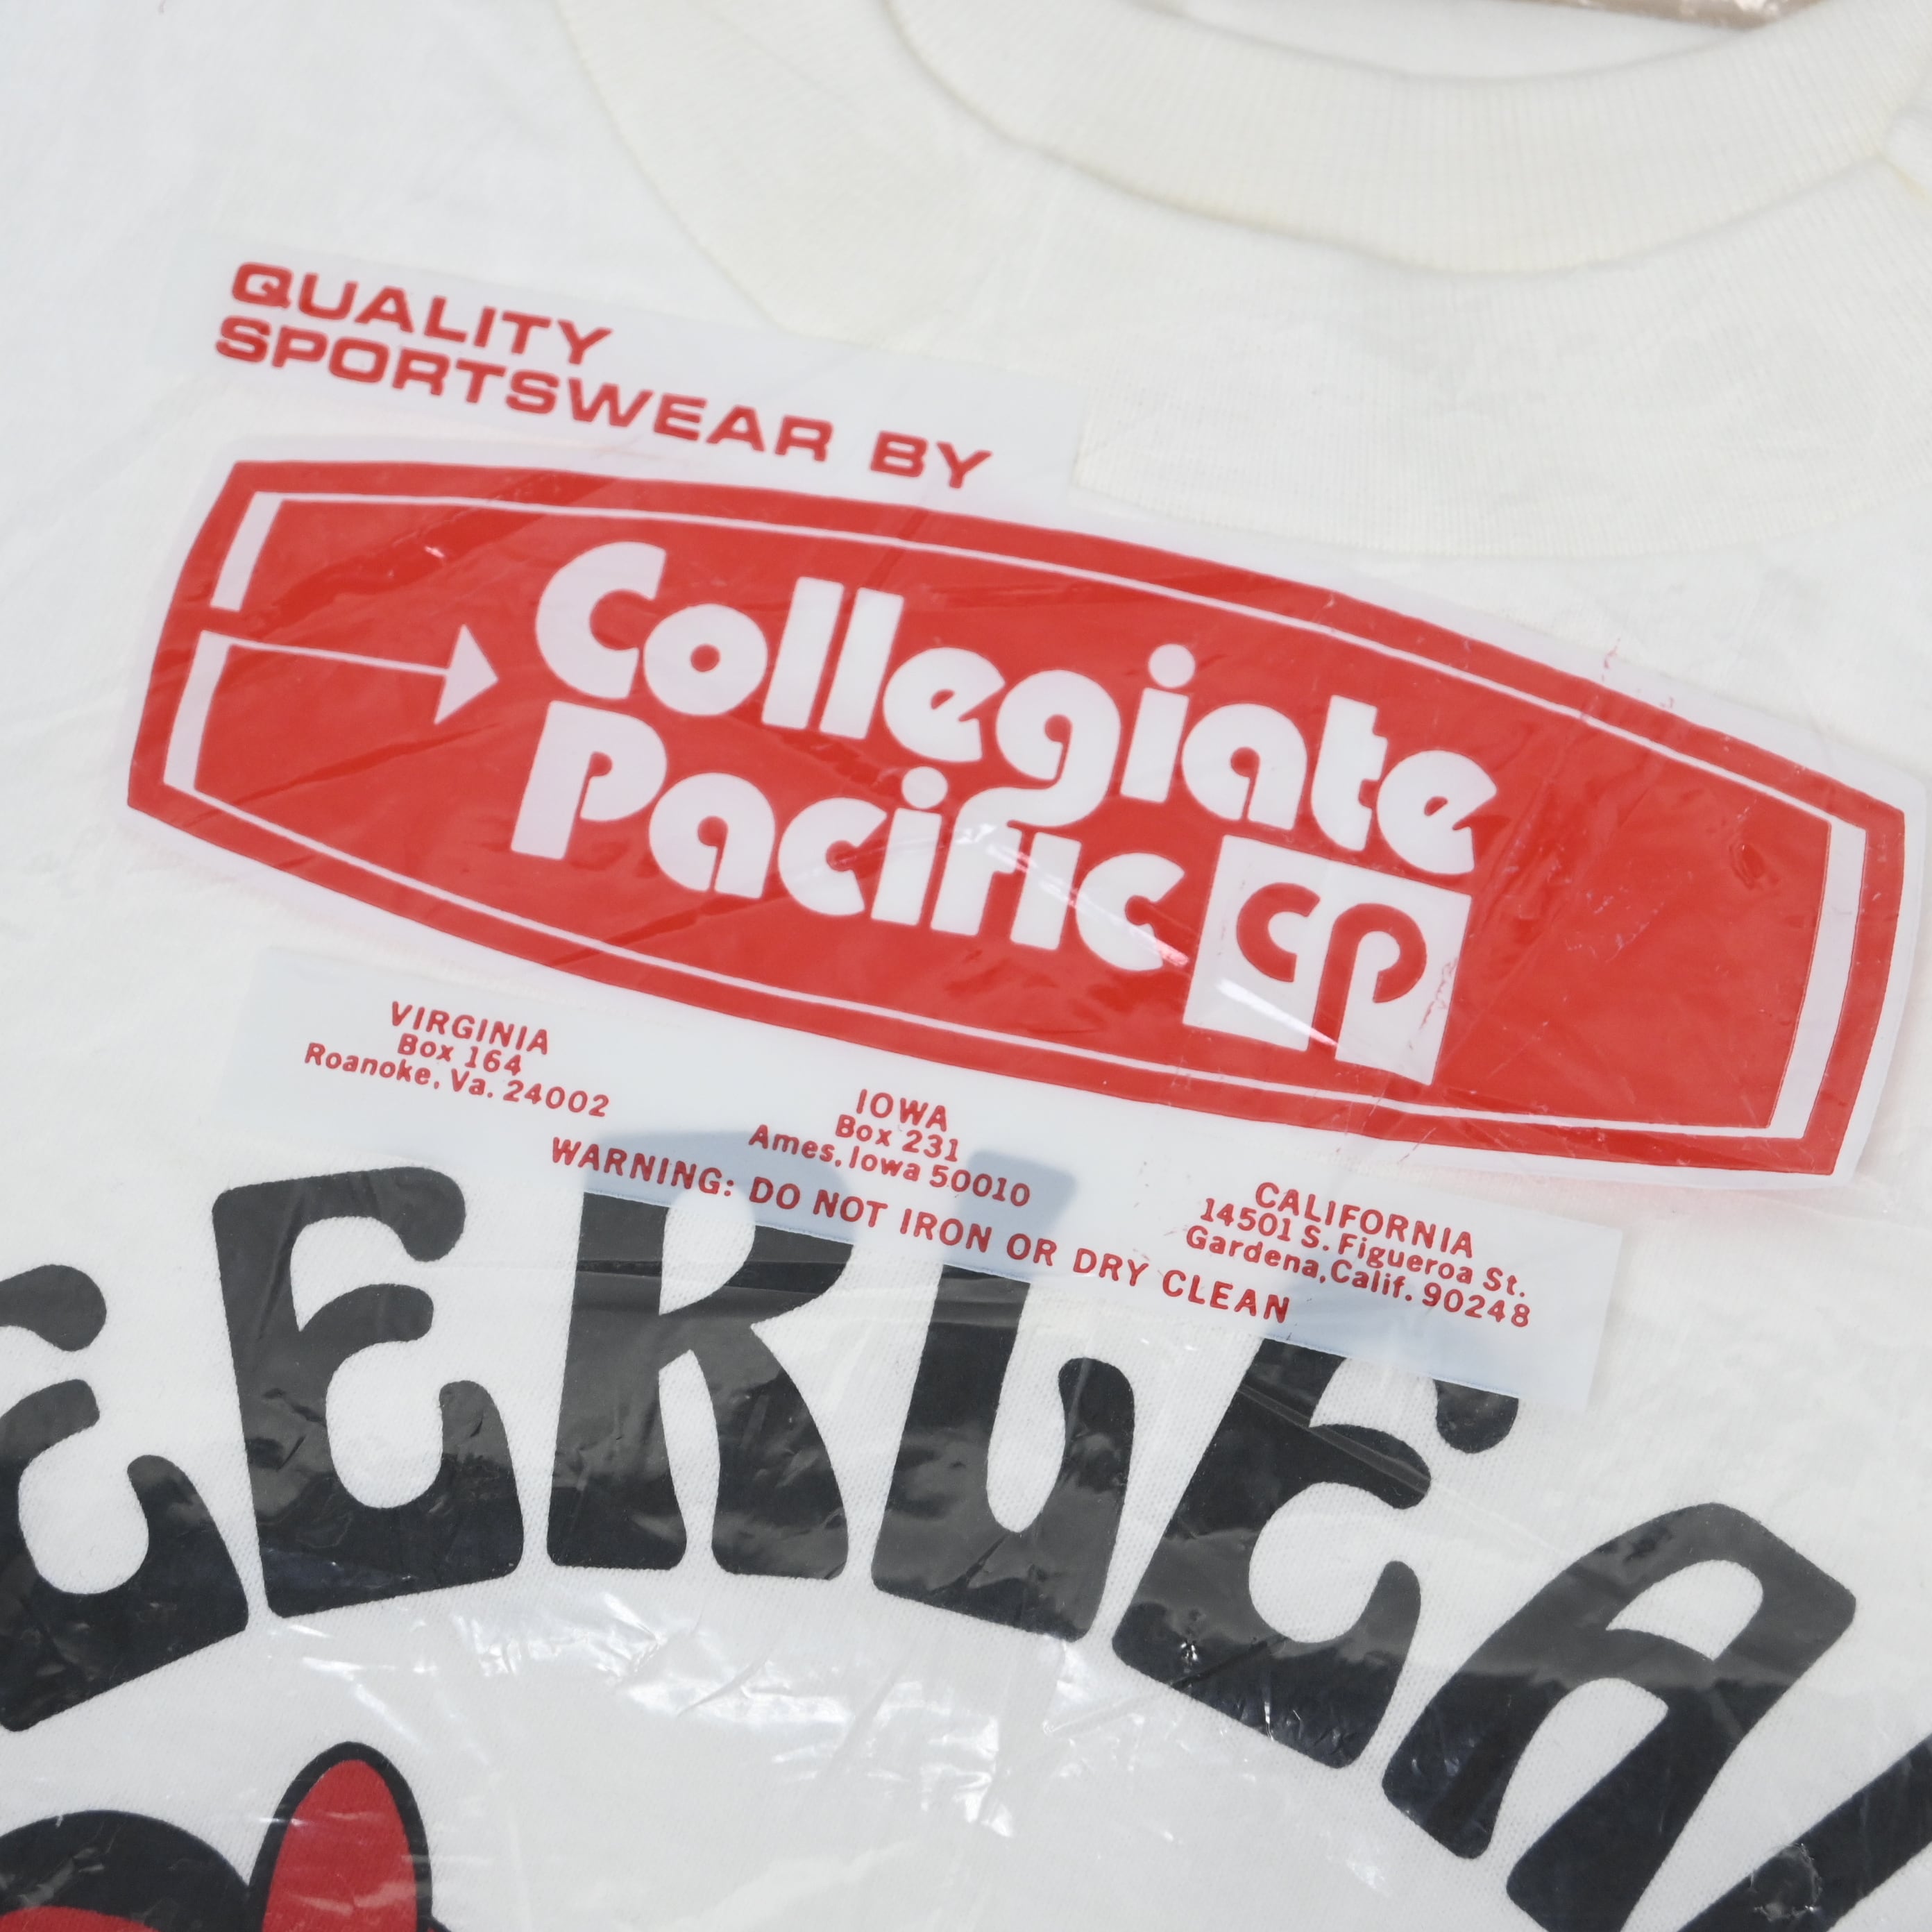 QUALITY
SPORTSWEAR BY
Collegiate
Pacific CP
VIRGINIA
Box 164
Roanoke, Va. 24002
IOWA
Box 231
Ames, Iowa 50010
CALIFORNIA
14501 S. Figueroa St.
Gardena, Calif. 90248
WARNING: DO NOT IRON OR DRY CLEAN
EERLEA